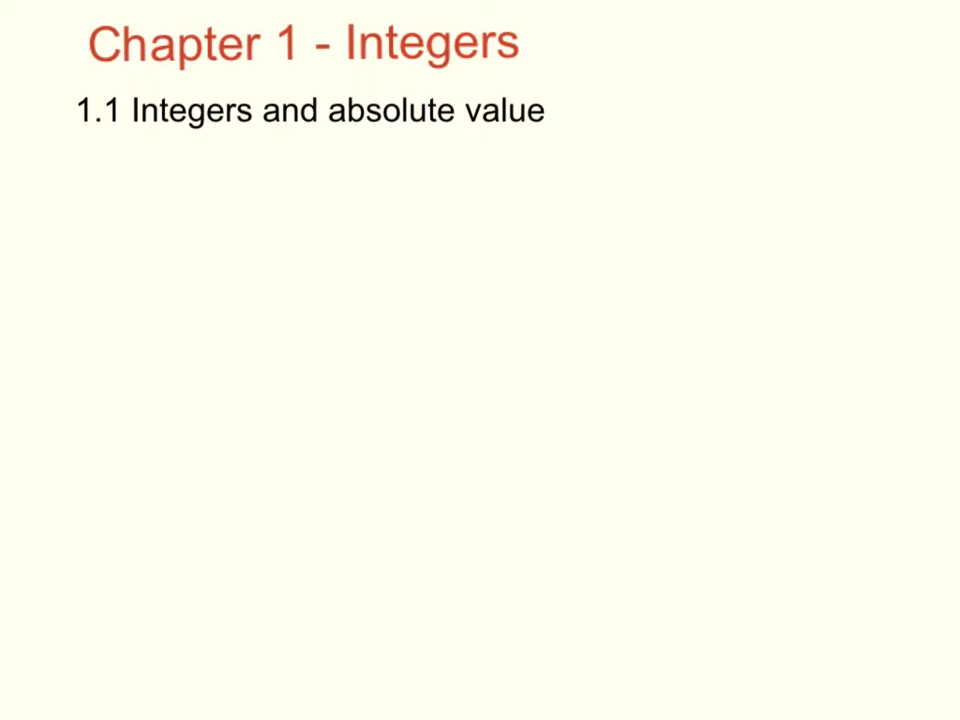 Chapter 1 - Integers
1.1 Integers and absolute value